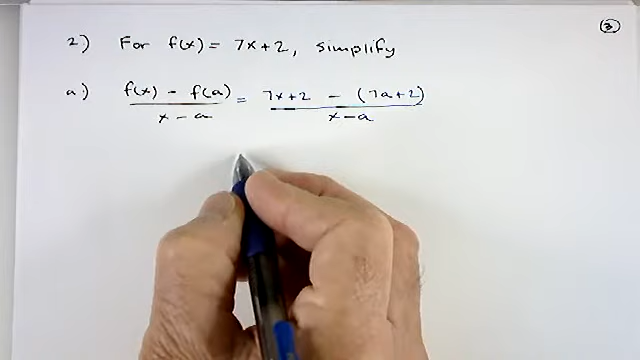 ③
2) For f(x) = 7x+2, simplify
a) f(x) - f(a) / x - a = 7x+2 - (7a+2) / x - a